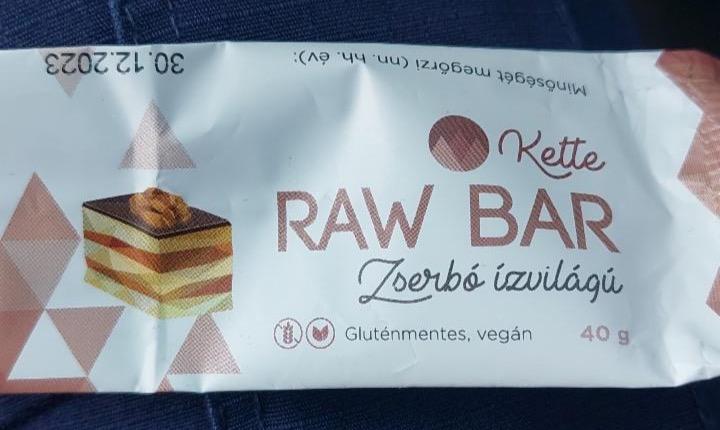 Minőségét megőrzi (nn. hh. év):
30.12.2023
Kette
RAW BAR
Zserbó ízvilágú
Gluténmentes, vegán 40 g